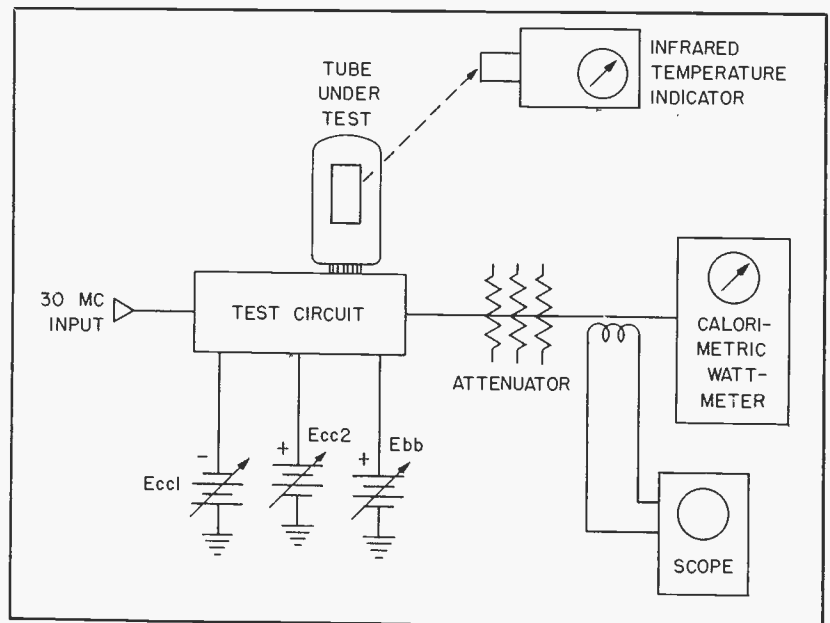 TUBE
UNDER
TEST
INFRARED
TEMPERATURE
INDICATOR
30 MC
INPUT
TEST CIRCUIT
ATTENUATOR
CALORI-
METRIC
WATT-
METER
-
Ecc1
+
Ecc2
+
Ebb
SCOPE